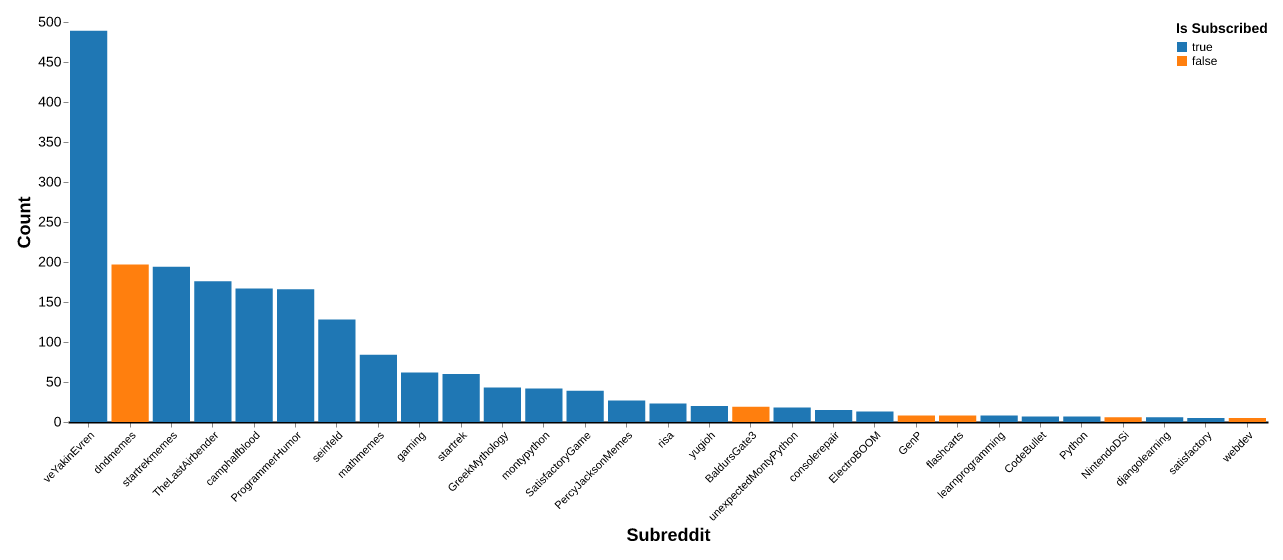 500
450
400
350
300
250
200
150
100
50
0
Count
Is Subscribed
true
false
veYakinEvren
dndmemes
startrekmemes
TheLastAirbender
camphalfblood
ProgrammerHumor
seinfeld
mathmemes
gaming
startrek
GreekMythology
montypython
SatisfactoryGame
PercyJacksonMemes
risa
yugioh
BaldursGate3
unexpectedMontyPython
consolerepair
ElectroBOOM
GenP
flashcarts
learnprogramming
CodeBullet
Python
NintendoDSi
djangolearning
satisfactory
webdev
Subreddit